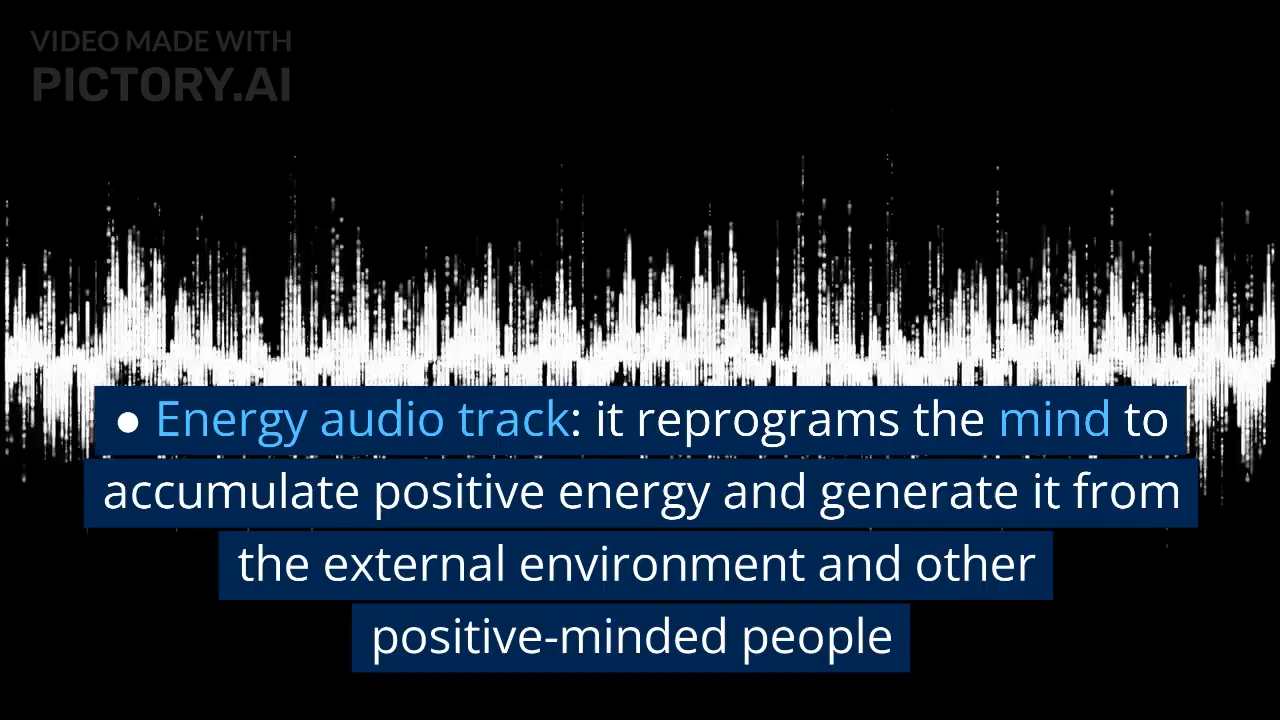 VIDEO MADE WITH
PICTORY.AI
● Energy audio track: it reprograms the mind to
accumulate positive energy and generate it from
the external environment and other
positive-minded people